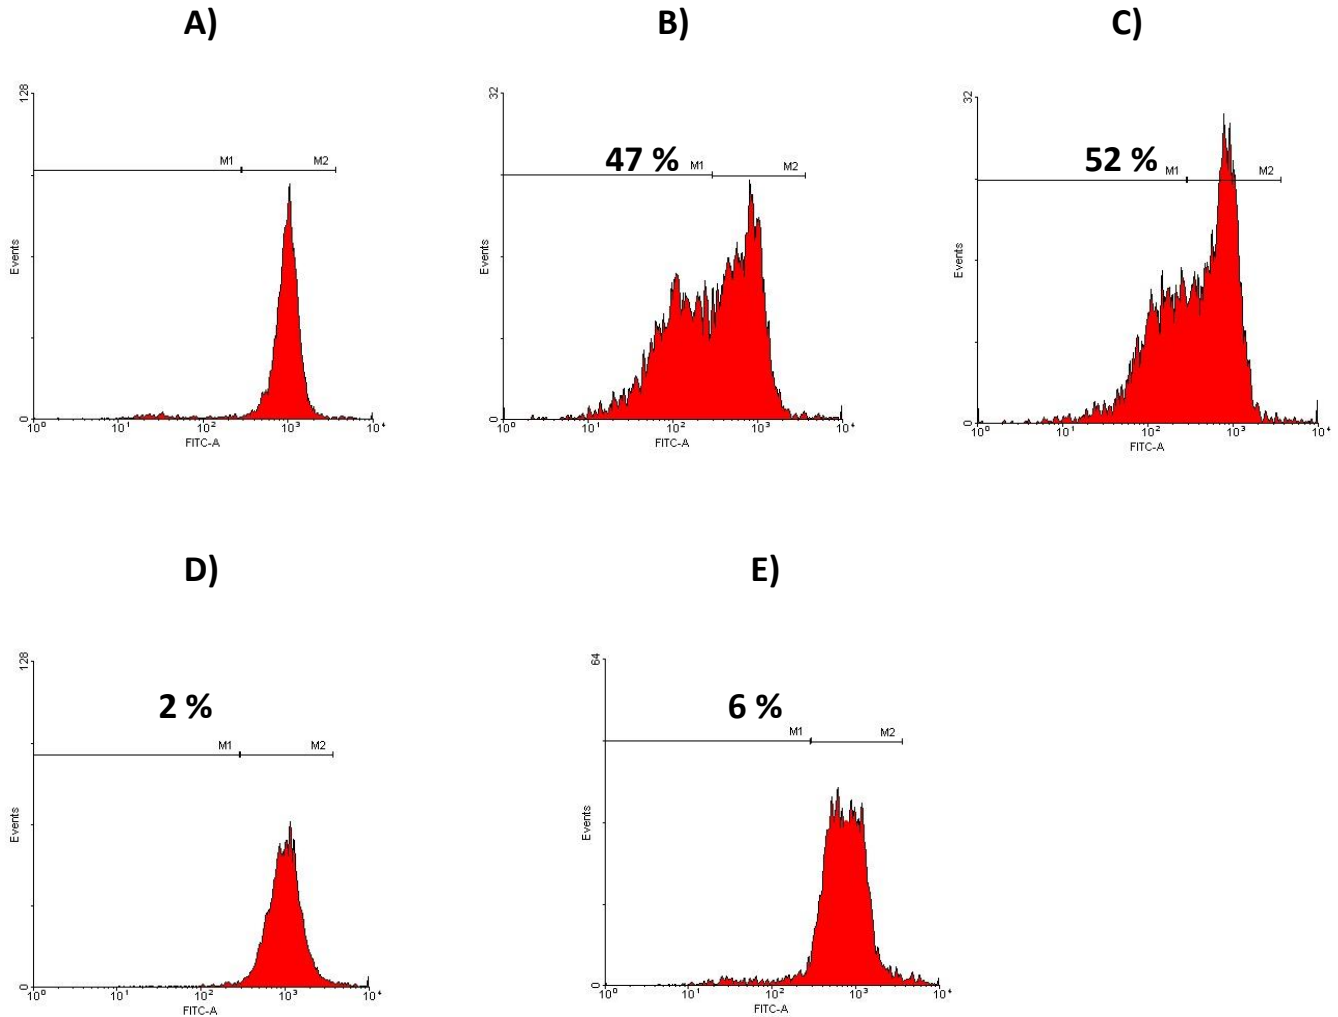 A)
B)
C)
128
M1
M2
Events
0
10⁰
10¹
10²
10³
10⁴
FITC-A
32
47 %
M1
M2
Events
0
10⁰
10¹
10²
10³
10⁴
FITC-A
32
52 %
M1
M2
Events
0
10⁰
10¹
10²
10³
10⁴
FITC-A
D)
E)
128
2 %
M1
M2
Events
0
10⁰
10¹
10²
10³
10⁴
FITC-A
64
6 %
M1
M2
Events
0
10⁰
10¹
10²
10³
10⁴
FITC-A